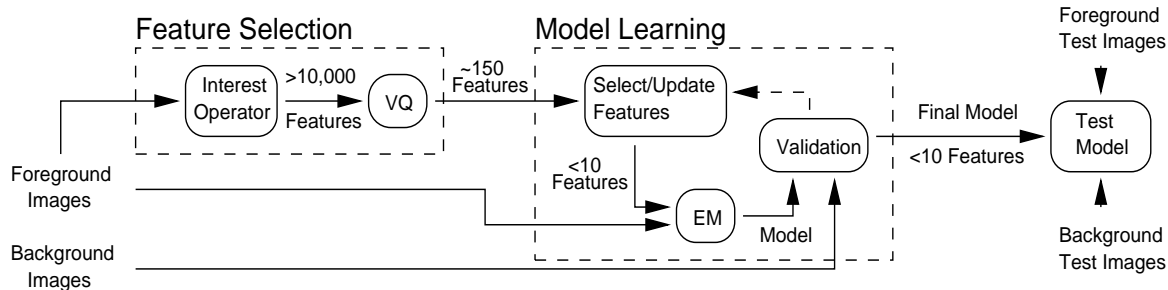 Feature Selection
Model Learning
Foreground
Test Images
Interest
Operator
>10,000
Features
VQ
~150
Features
Select/Update
Features
Validation
Final Model
<10 Features
Test
Model
<10
Features
EM
Model
Foreground
Images
Background
Images
Background
Test Images